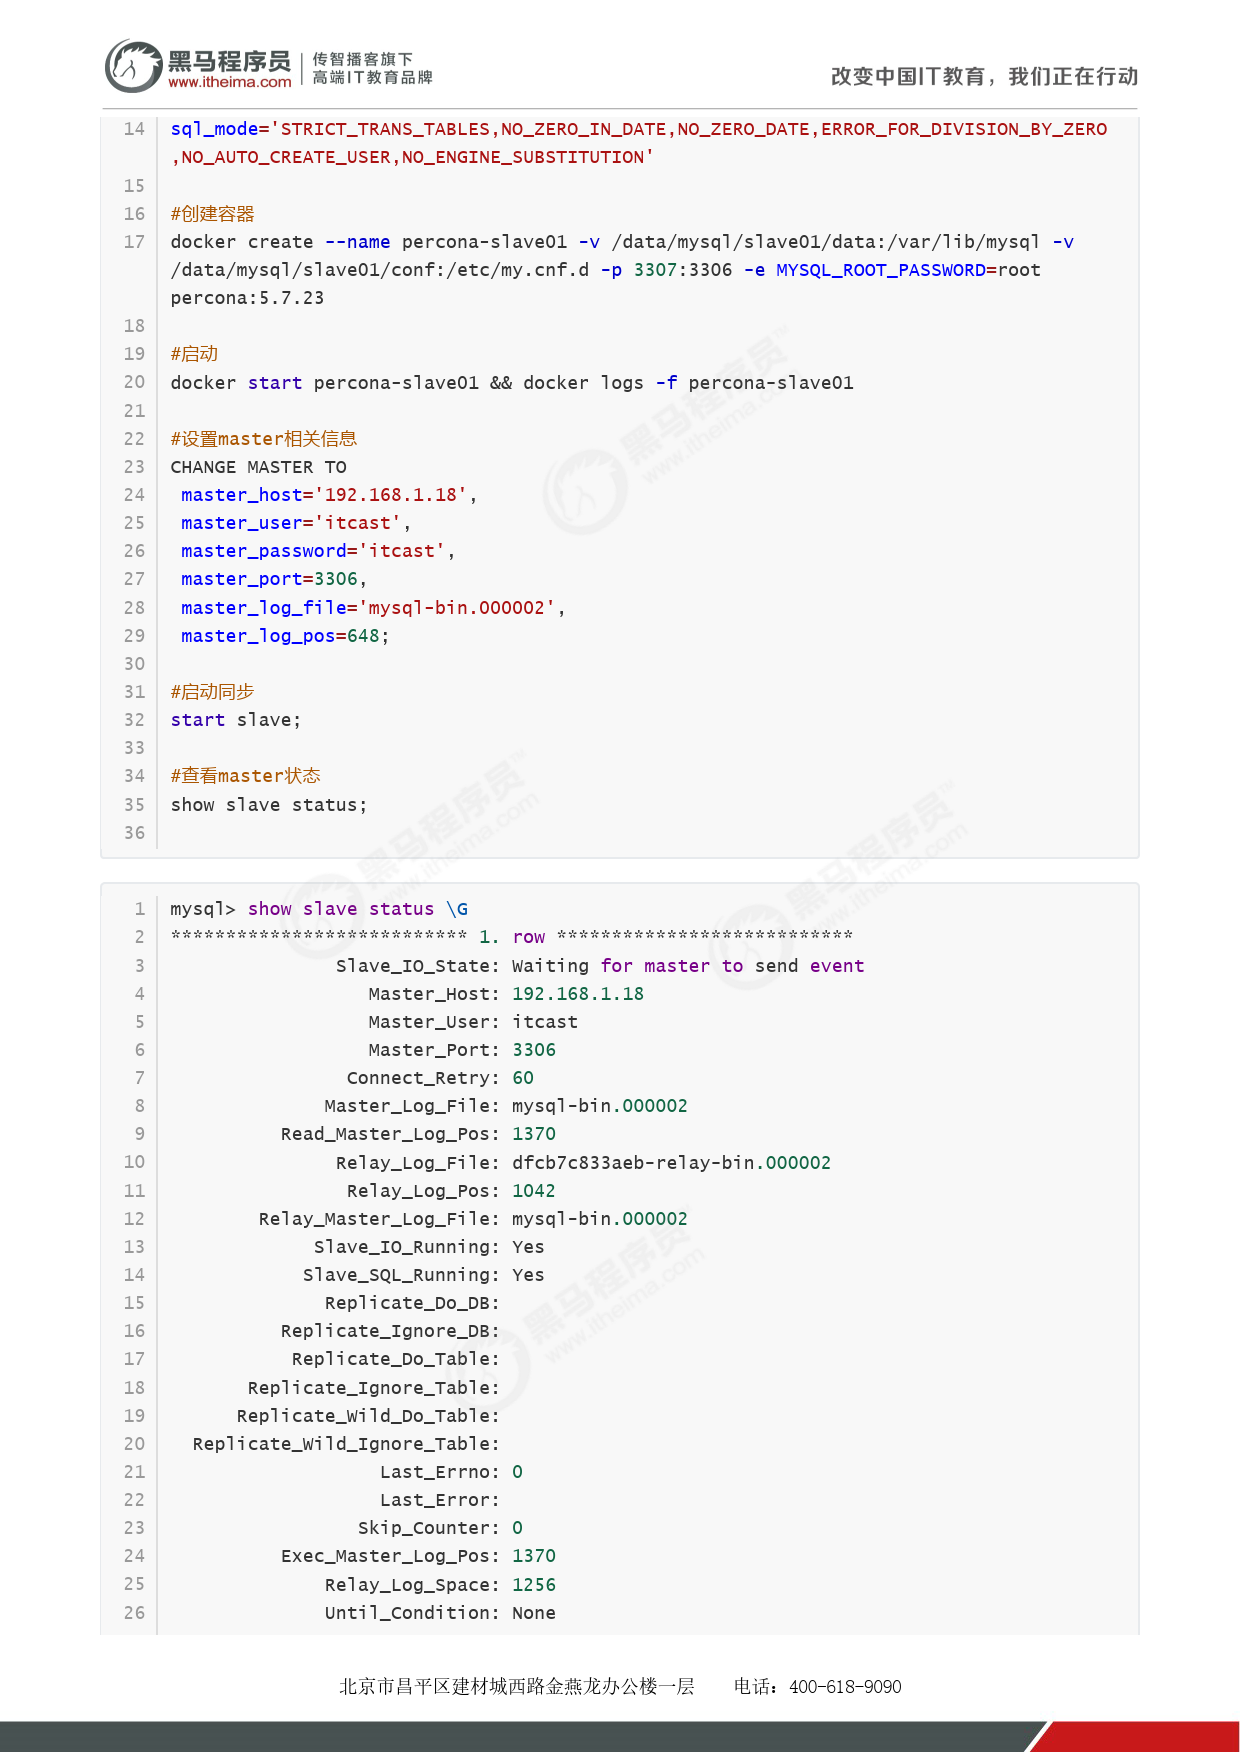 黑马程序员 传智播客旗下
www.itheima.com 高端IT教育品牌
改变中国IT教育，我们正在行动
14 sql_mode='STRICT_TRANS_TABLES,NO_ZERO_IN_DATE,NO_ZERO_DATE,ERROR_FOR_DIVISION_BY_ZERO
,NO_AUTO_CREATE_USER,NO_ENGINE_SUBSTITUTION'
15
16 #创建容器
17 docker create --name percona-slave01 -v /data/mysql/slave01/data:/var/lib/mysql -v
/data/mysql/slave01/conf:/etc/my.cnf.d -p 3307:3306 -e MYSQL_ROOT_PASSWORD=root
percona:5.7.23
18
19 #启动
20 docker start percona-slave01 && docker logs -f percona-slave01
21
22 #设置master相关信息
23 CHANGE MASTER TO
24 master_host='192.168.1.18',
25 master_user='itcast',
26 master_password='itcast',
27 master_port=3306,
28 master_log_file='mysql-bin.000002',
29 master_log_pos=648;
30
31 #启动同步
32 start slave;
33
34 #查看master状态
35 show slave status;
36
1 mysql> show slave status \G
2 *************************** 1. row ***************************
3 Slave_IO_State: Waiting for master to send event
4 Master_Host: 192.168.1.18
5 Master_User: itcast
6 Master_Port: 3306
7 Connect_Retry: 60
8 Master_Log_File: mysql-bin.000002
9 Read_Master_Log_Pos: 1370
10 Relay_Log_File: dfcb7c833aeb-relay-bin.000002
11 Relay_Log_Pos: 1042
12 Relay_Master_Log_File: mysql-bin.000002
13 Slave_IO_Running: Yes
14 Slave_SQL_Running: Yes
15 Replicate_Do_DB:
16 Replicate_Ignore_DB:
17 Replicate_Do_Table:
18 Replicate_Ignore_Table:
19 Replicate_Wild_Do_Table:
20 Replicate_Wild_Ignore_Table:
21 Last_Errno: 0
22 Last_Error:
23 Skip_Counter: 0
24 Exec_Master_Log_Pos: 1370
25 Relay_Log_Space: 1256
26 Until_Condition: None
北京市昌平区建材城西路金燕龙办公楼一层 电话：400-618-9090